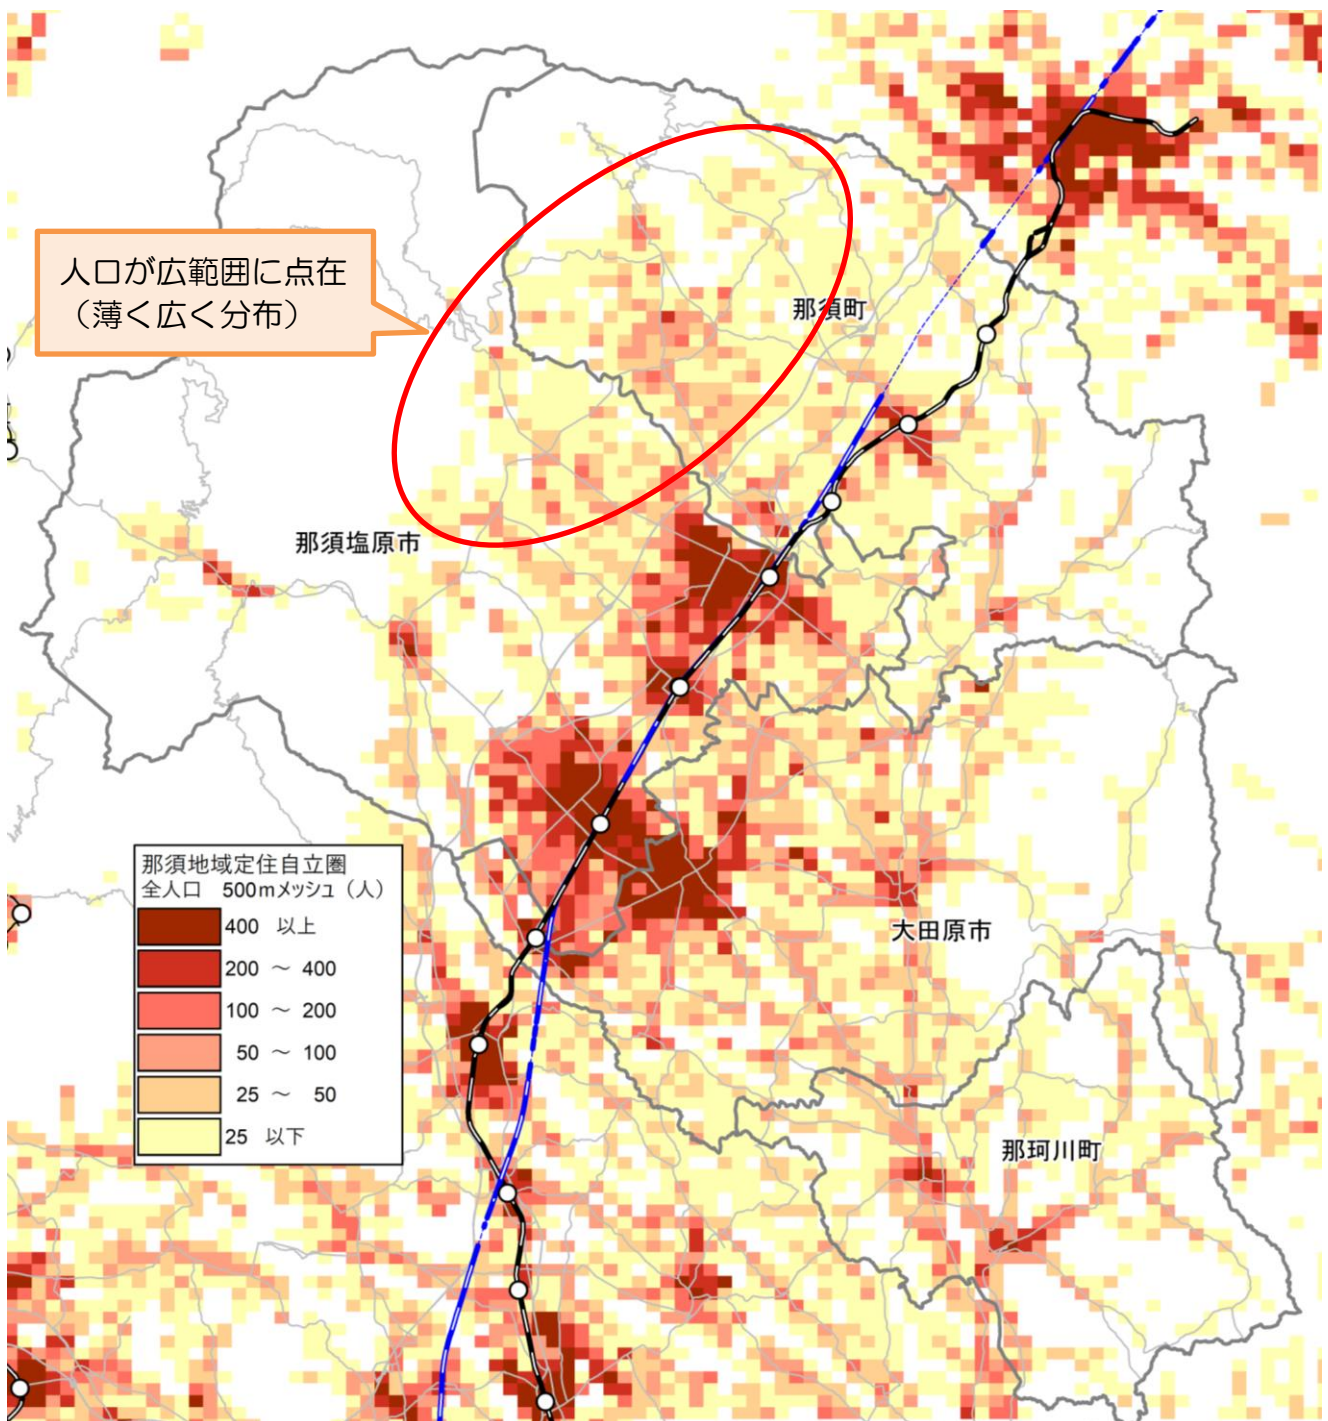 人口が広範囲に点在
（薄く広く分布）
那須町
那須塩原市
那須地域定住自立圏
全人口 500mメッシュ（人）
400 以上
200 ～ 400
100 ～ 200
50 ～ 100
25 ～ 50
25 以下
大田原市
那珂川町